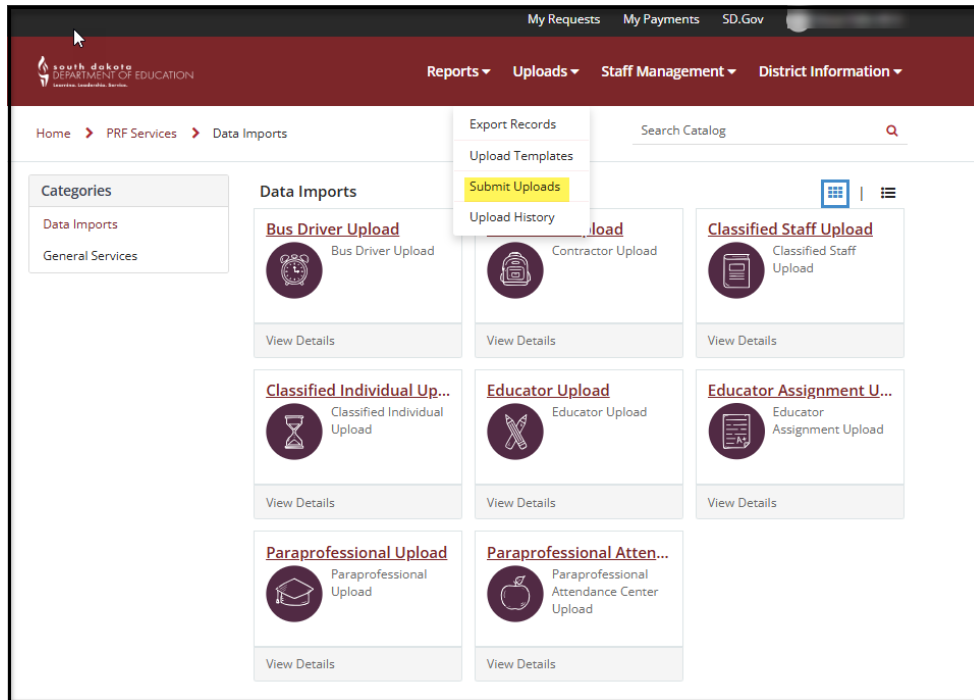 My Requests My Payments SD.Gov
south dakota
DEPARTMENT OF EDUCATION
Learning. Leadership. Service.
Reports Uploads Staff Management District Information
Home PRF Services Data Imports
Search Catalog
Export Records
Upload Templates
Submit Uploads
Upload History
Categories
Data Imports
General Services
Data Imports
Bus Driver Upload
Bus Driver Upload
View Details
load
Contractor Upload
View Details
Classified Staff Upload
Classified Staff
Upload
View Details
Classified Individual Up...
Classified Individual
Upload
View Details
Educator Upload
Educator Upload
View Details
Educator Assignment U...
Educator
Assignment Upload
View Details
Paraprofessional Upload
Paraprofessional
Upload
View Details
Paraprofessional Atten...
Paraprofessional
Attendance Center
Upload
View Details